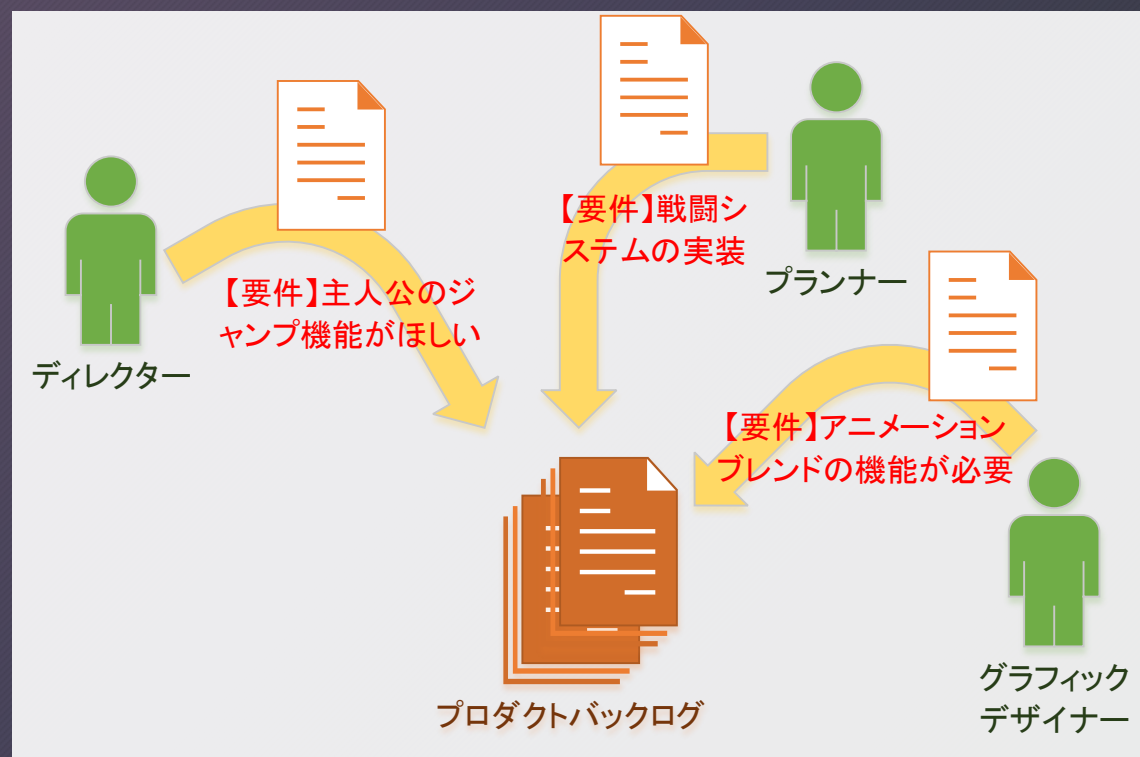 【要件】戦闘シ
ステムの実装
プランナー
【要件】主人公のジ
ャンプ機能がほしい
ディレクター
【要件】アニメーション
ブレンドの機能が必要
グラフィック
デザイナー
プロダクトバックログ